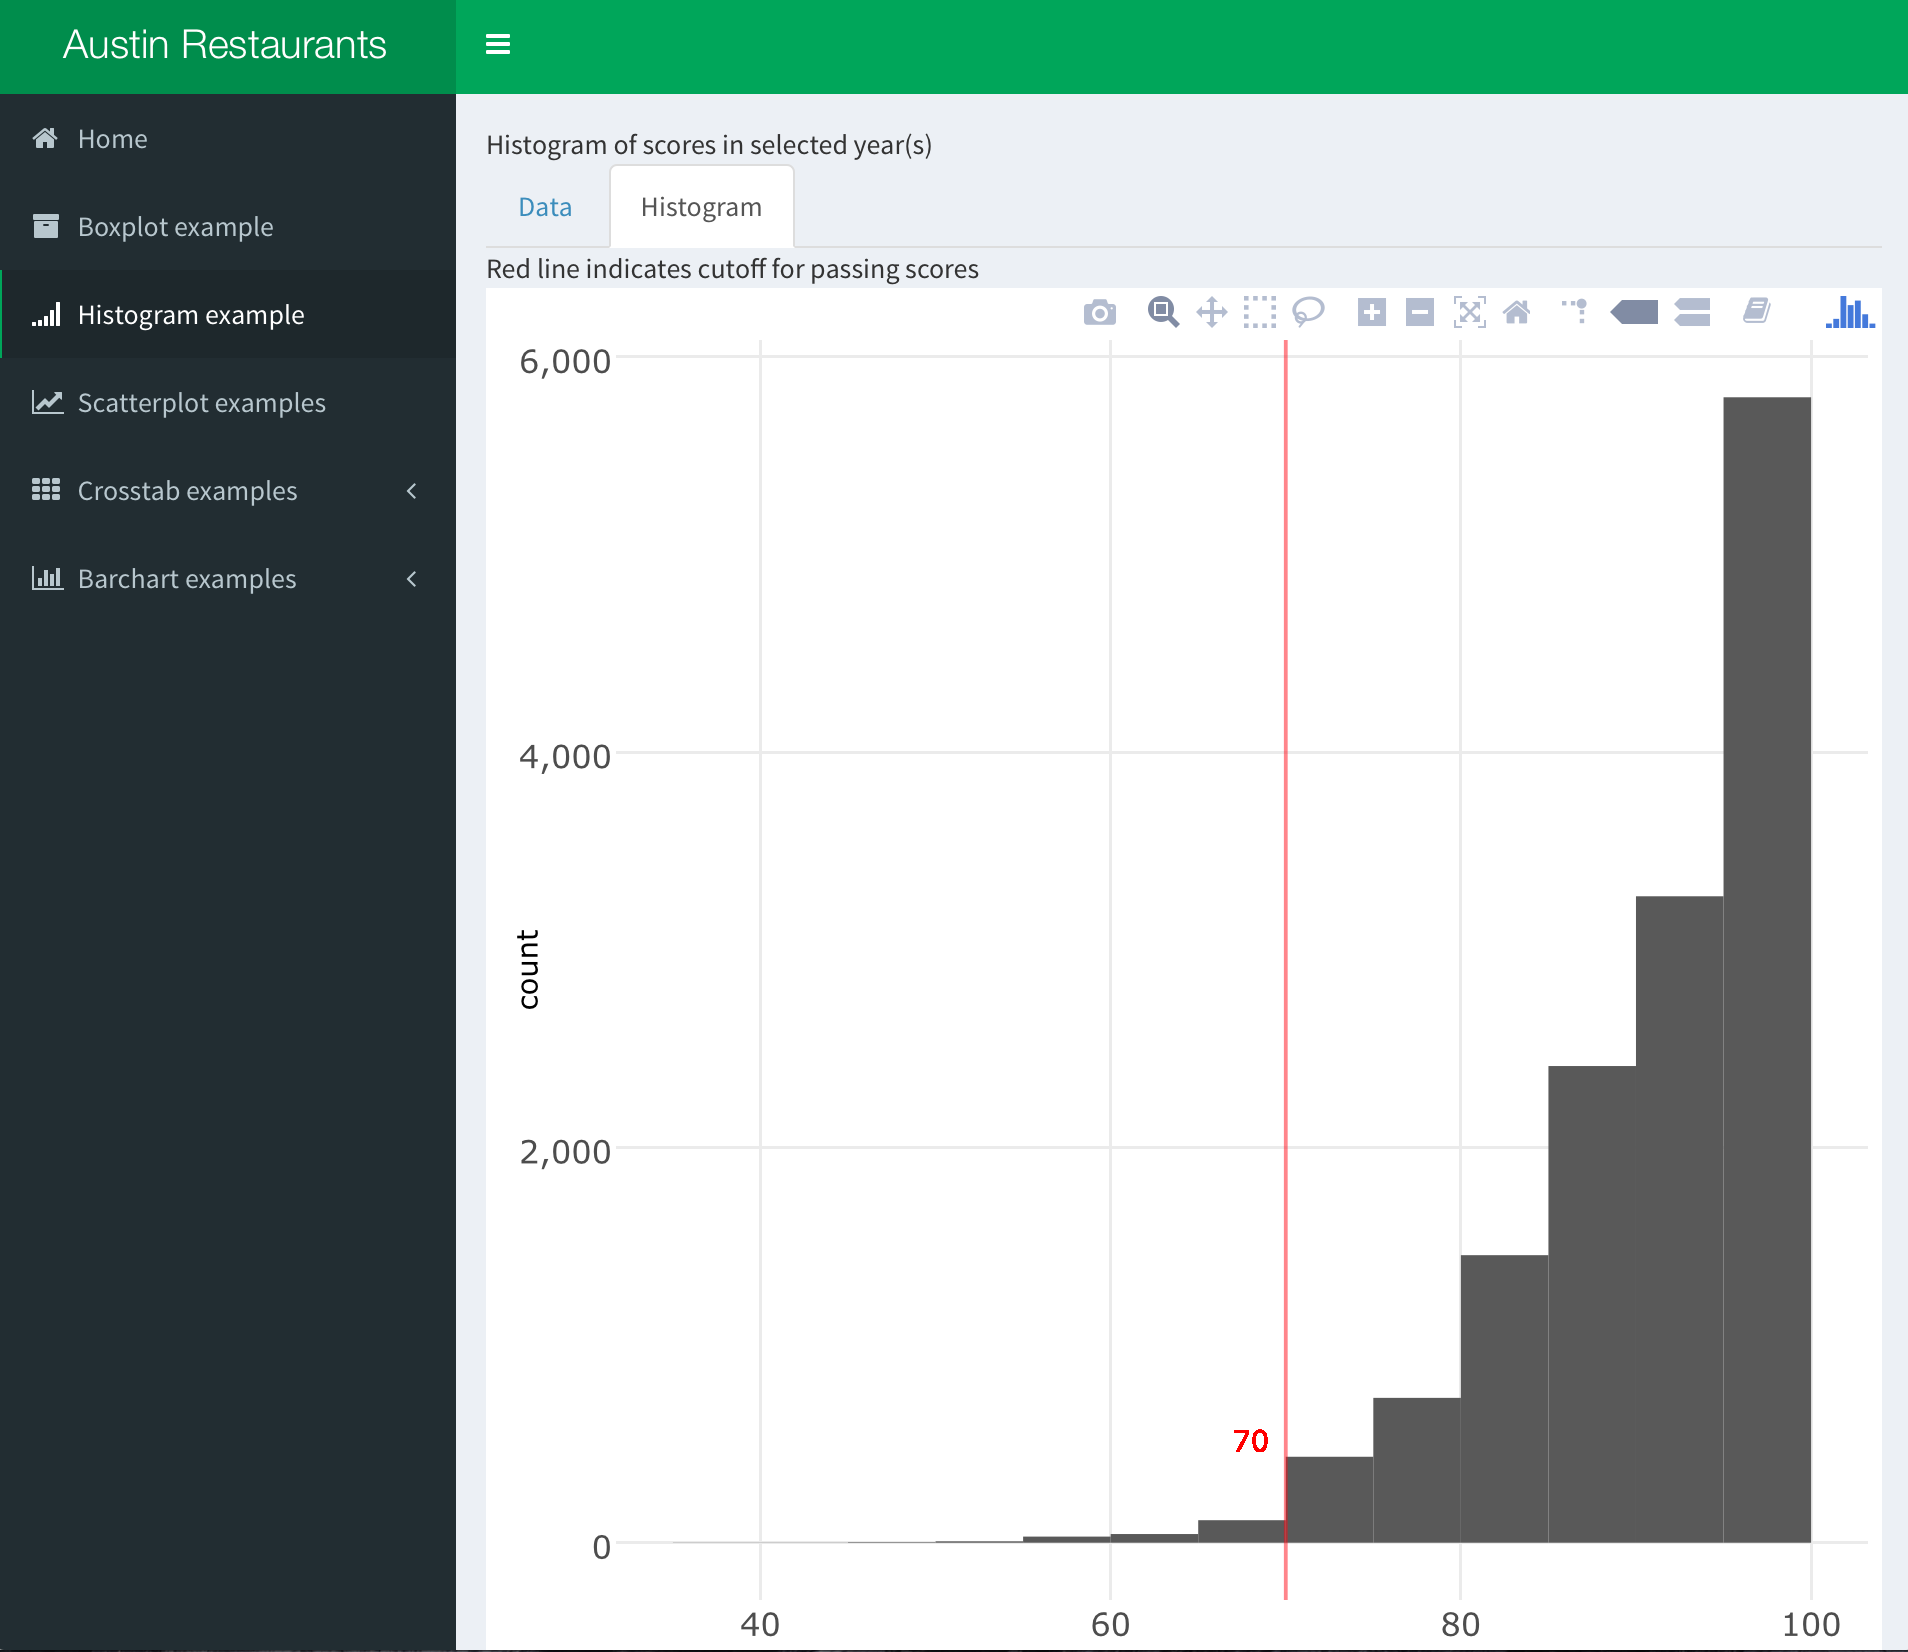 Austin Restaurants
Home
Boxplot example
Histogram example
Scatterplot examples
Crosstab examples
Barchart examples
Histogram of scores in selected year(s)
Data
Histogram
Red line indicates cutoff for passing scores
6,000
4,000
count
2,000
70
0
40 60 80 100